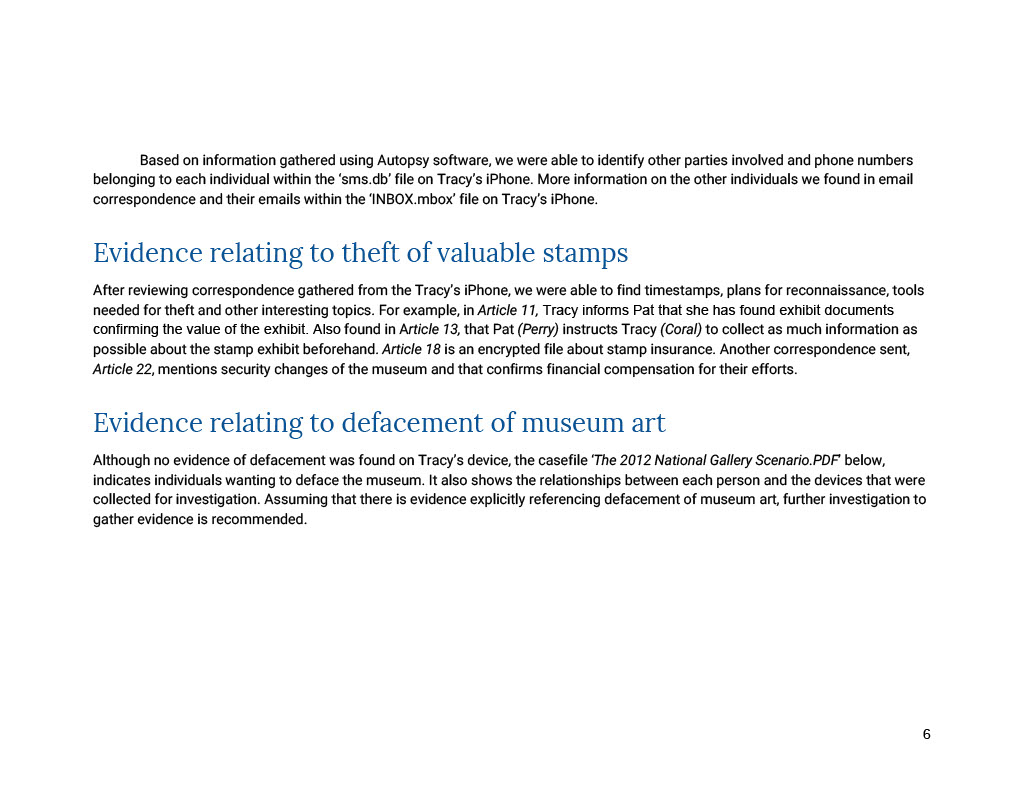 Based on information gathered using Autopsy software, we were able to identify other parties involved and phone numbers
belonging to each individual within the ‘sms.db’ file on Tracy’s iPhone. More information on the other individuals we found in email
correspondence and their emails within the ‘INBOX.mbox’ file on Tracy’s iPhone.
Evidence relating to theft of valuable stamps
After reviewing correspondence gathered from the Tracy’s iPhone, we were able to find timestamps, plans for reconnaissance, tools
needed for theft and other interesting topics. For example, in Article 11, Tracy informs Pat that she has found exhibit documents
confirming the value of the exhibit. Also found in Article 13, that Pat (Perry) instructs Tracy (Coral) to collect as much information as
possible about the stamp exhibit beforehand. Article 18 is an encrypted file about stamp insurance. Another correspondence sent,
Article 22, mentions security changes of the museum and that confirms financial compensation for their efforts.
Evidence relating to defacement of museum art
Although no evidence of defacement was found on Tracy’s device, the casefile ‘The 2012 National Gallery Scenario.PDF’ below,
indicates individuals wanting to deface the museum. It also shows the relationships between each person and the devices that were
collected for investigation. Assuming that there is evidence explicitly referencing defacement of museum art, further investigation to
gather evidence is recommended.
6